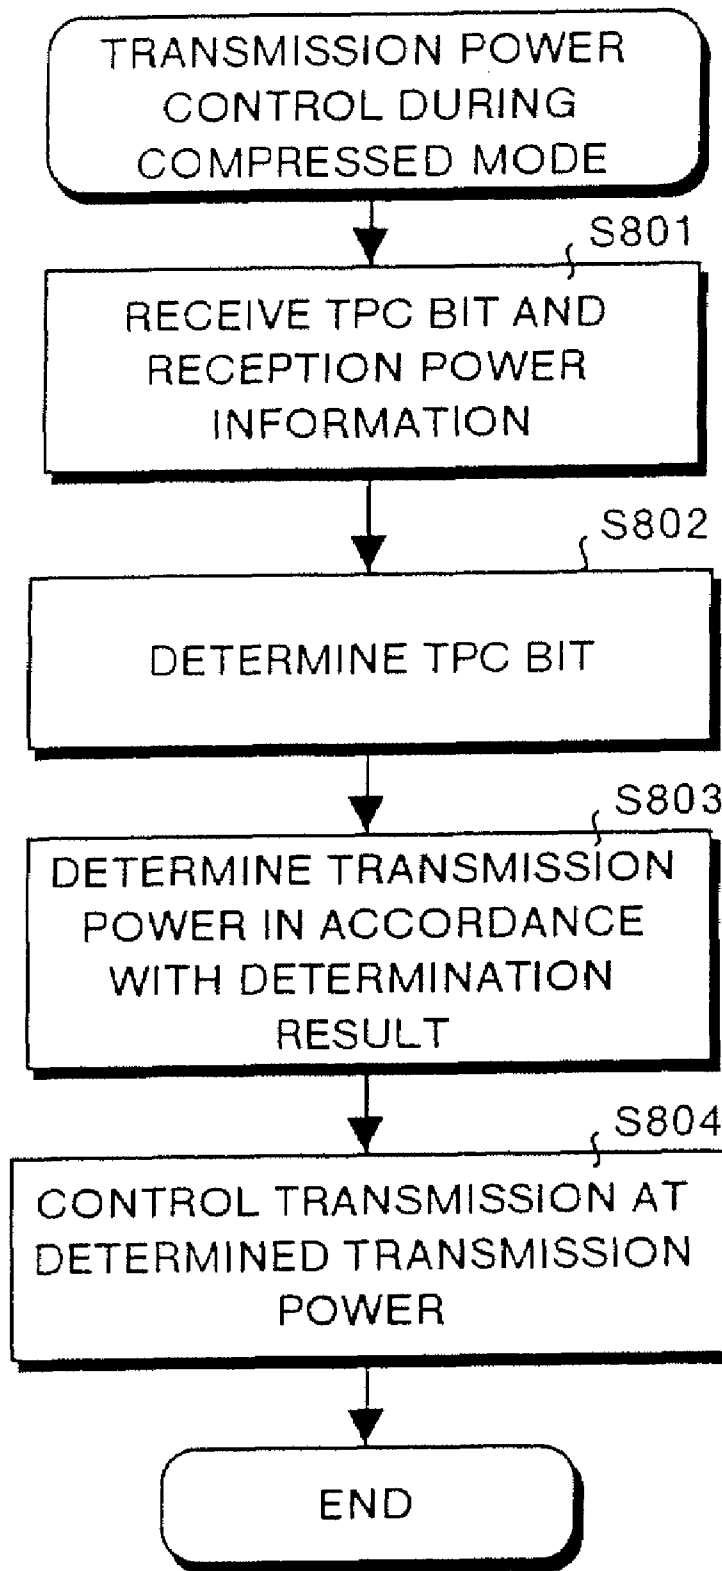 TRANSMISSION POWER
CONTROL DURING
COMPRESSED MODE
S801
RECEIVE TPC BIT AND
RECEPTION POWER
INFORMATION
S802
DETERMINE TPC BIT
S803
DETERMINE TRANSMISSION
POWER IN ACCORDANCE
WITH DETERMINATION
RESULT
S804
CONTROL TRANSMISSION AT
DETERMINED TRANSMISSION
POWER
END